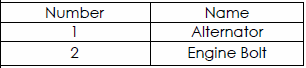 Number Name
1 Alternator
2 Engine Bolt